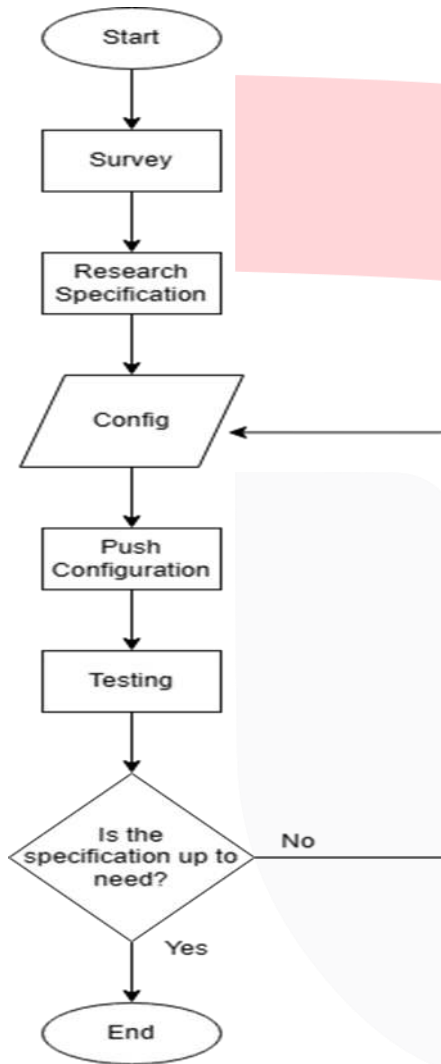 Start
Survey
Research
Specification
Config
Push
Configuration
Testing
Is the
specification up to
need?
No
Yes
End